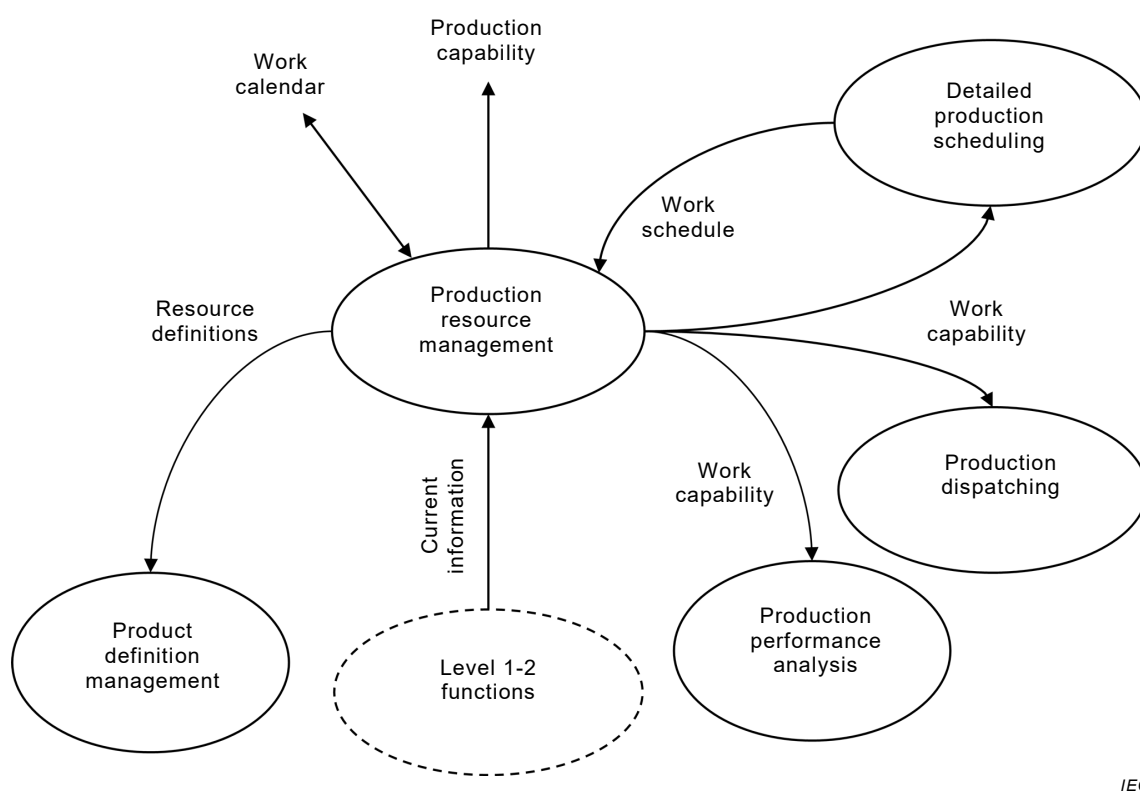 Production
capability
Work
calendar
Detailed
production
scheduling
Work
schedule
Production
resource
management
Resource
definitions
Work
capability
Current
information
Work
capability
Production
dispatching
Product
definition
management
Level 1-2
functions
Production
performance
analysis
IEC